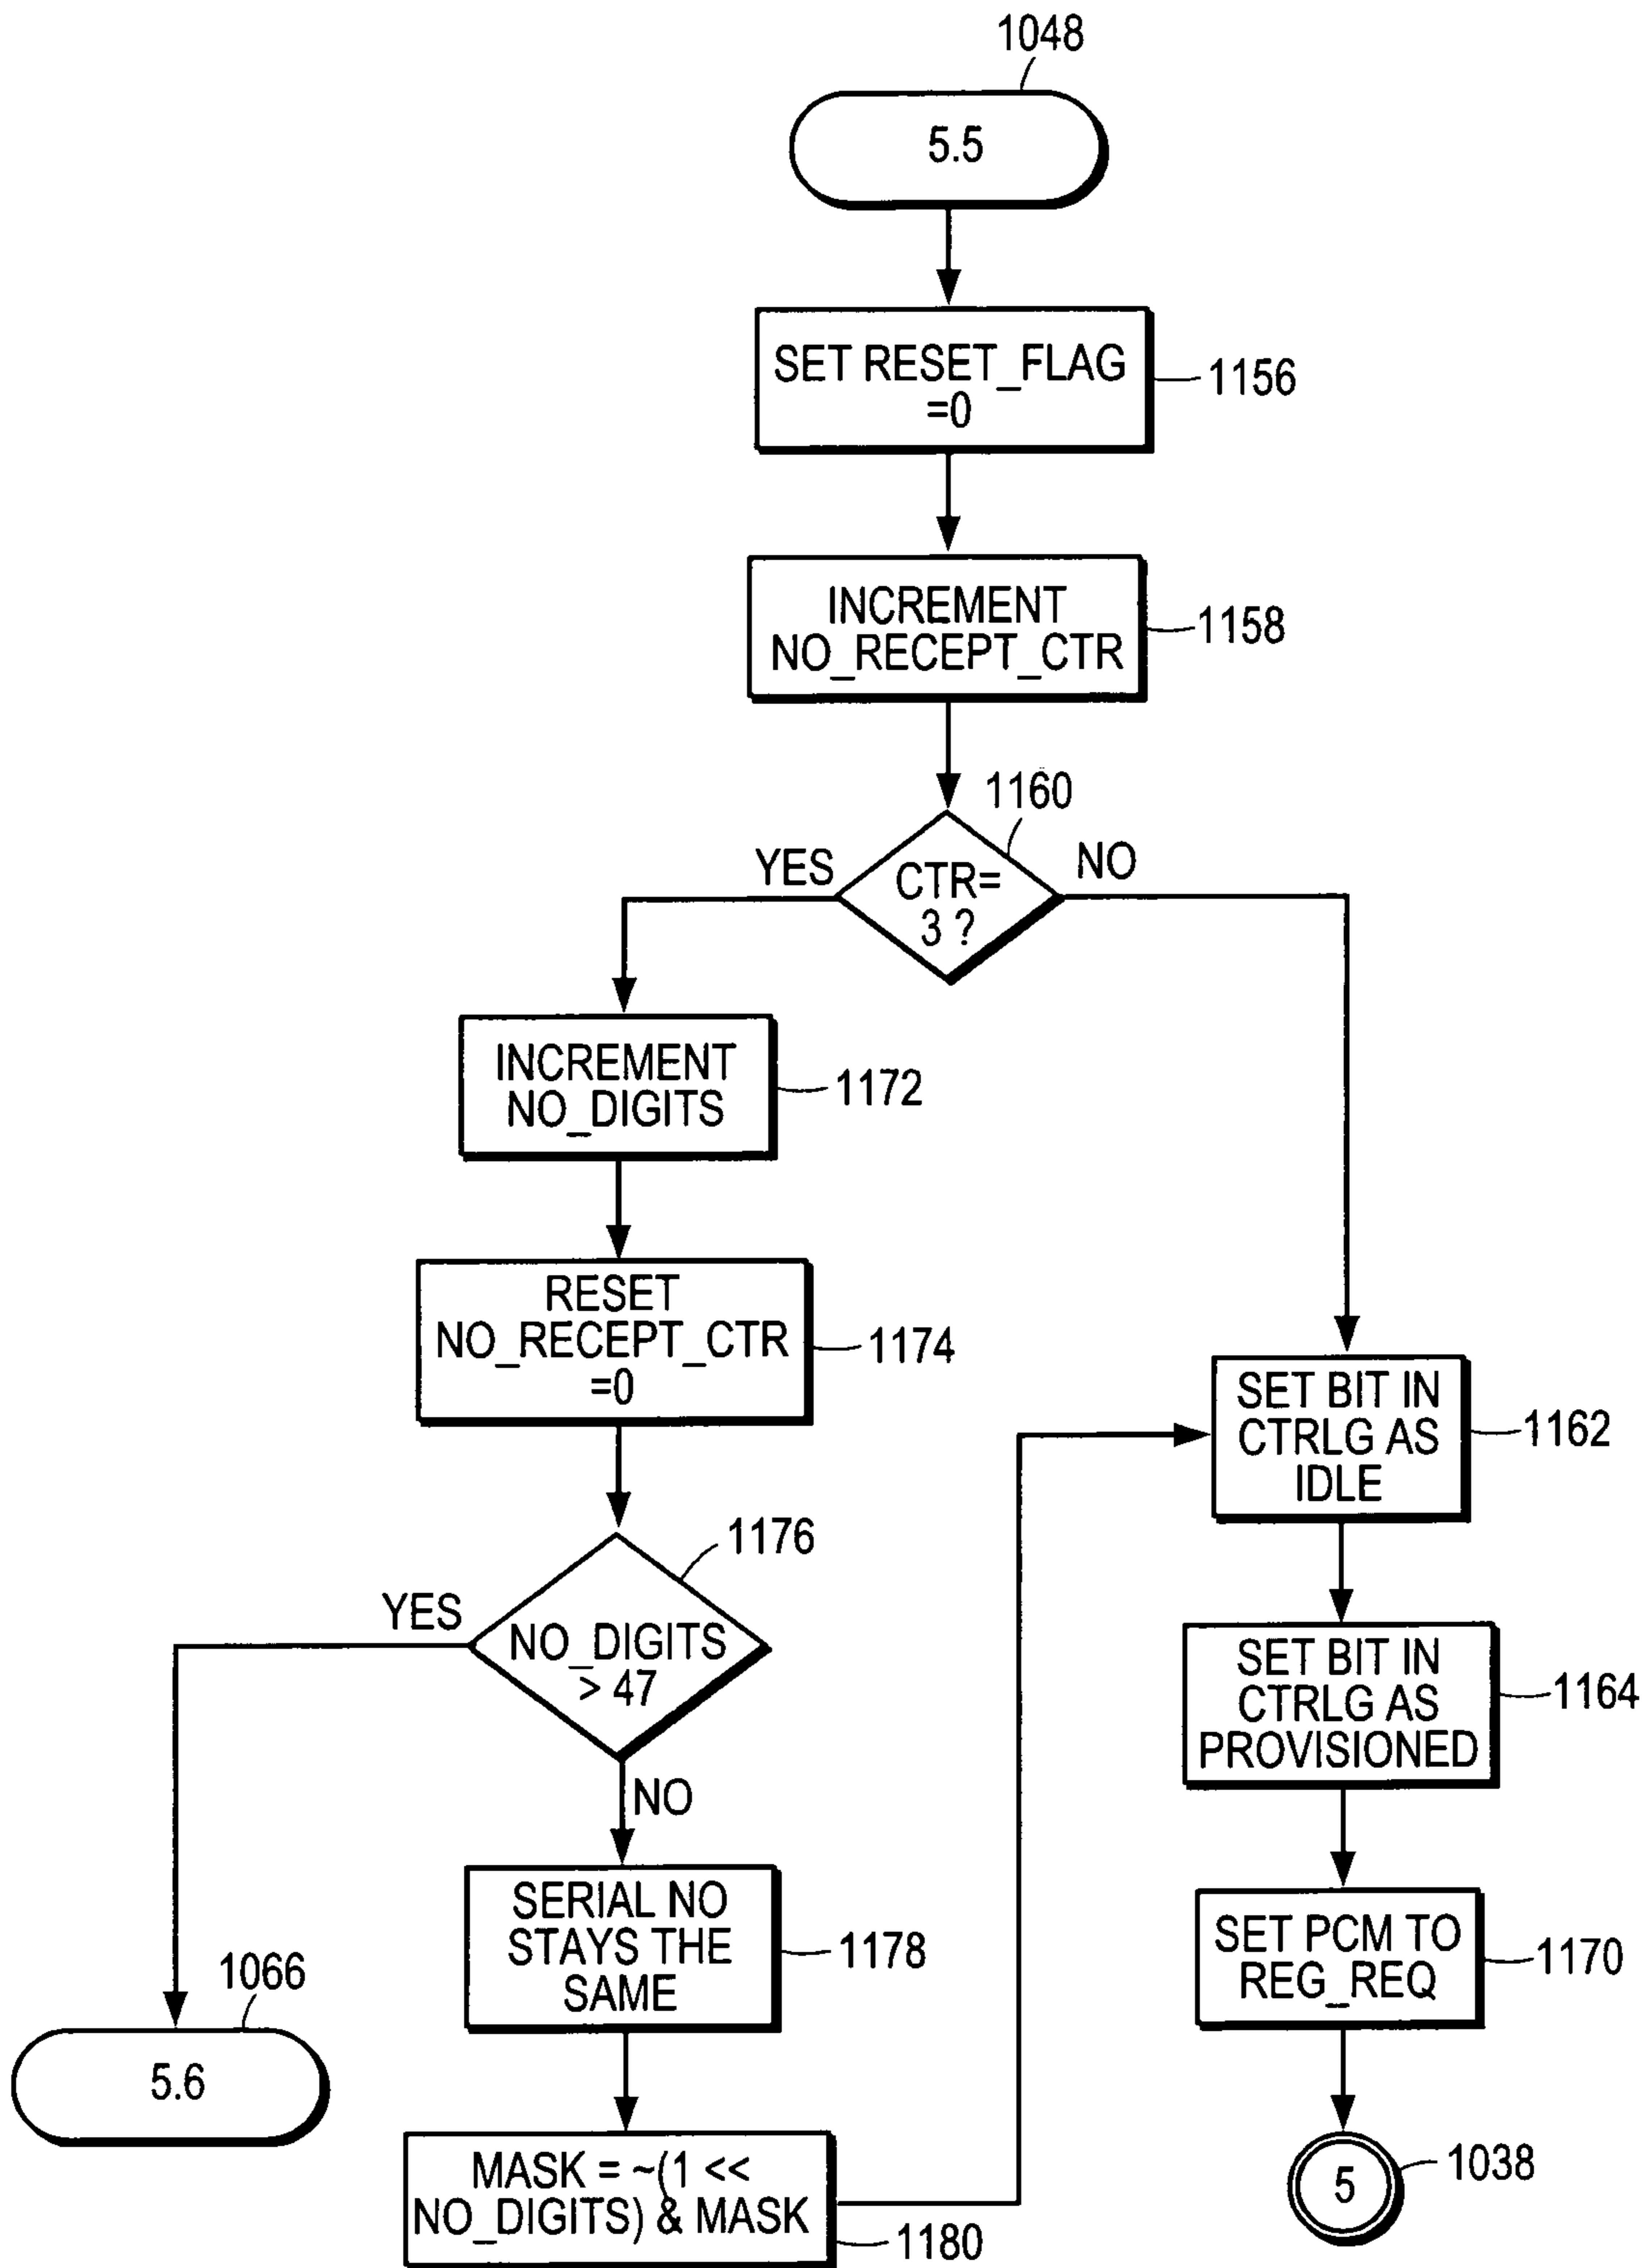 1048
5.5
SET RESET_FLAG
=0
1156
INCREMENT
NO_RECEPT_CTR
1158
1160
YES
CTR=
3 ?
NO
INCREMENT
NO_DIGITS
1172
RESET
NO_RECEPT_CTR
=0
1174
SET BIT IN
CTRLG AS
IDLE
1162
1176
YES
NO_DIGITS
> 47
NO
SET BIT IN
CTRLG AS
PROVISIONED
1164
SERIAL NO
STAYS THE
SAME
1178
SET PCM TO
REG_REQ
1170
1066
5.6
MASK = ~(1 <<
NO_DIGITS) & MASK
1180
5
1038